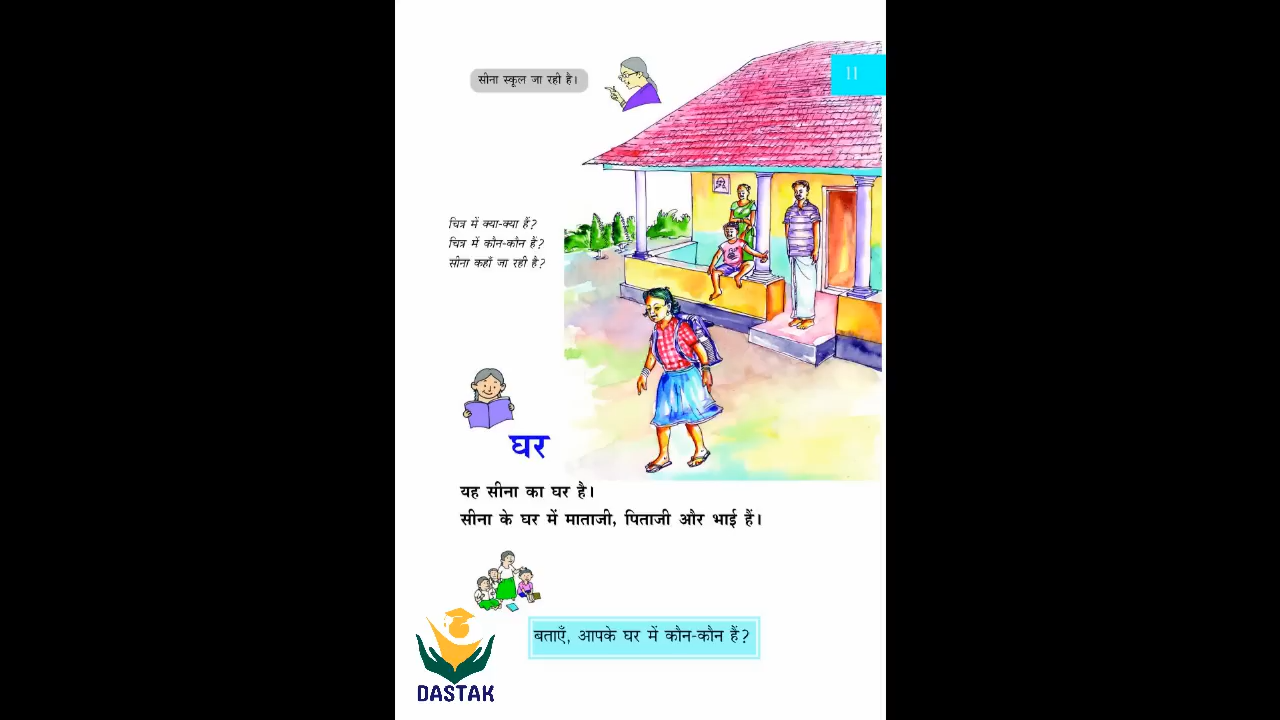 सीना स्कूल जा रही है।
11
चित्र में क्या-क्या हैं?
चित्र में कौन-कौन हैं?
सीना कहाँ जा रही है?
घर
यह सीना का घर है।
सीना के घर में माताजी, पिताजी और भाई हैं।
बताएँ, आपके घर में कौन-कौन हैं?
DASTAK